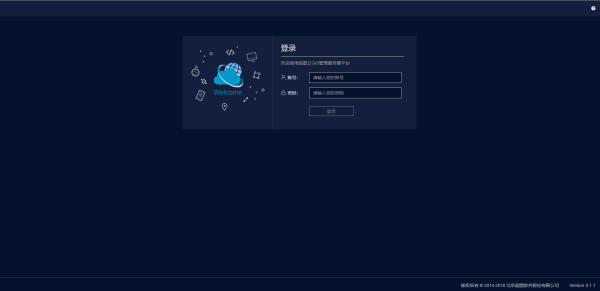 登录
欢迎使用超图云GIS管理服务器平台
账号：
请输入您的账号
密码：
请输入您的密码
登录
Welcome
版权所有 © 2014-2018 北京超图软件股份有限公司 Version 9.1.1